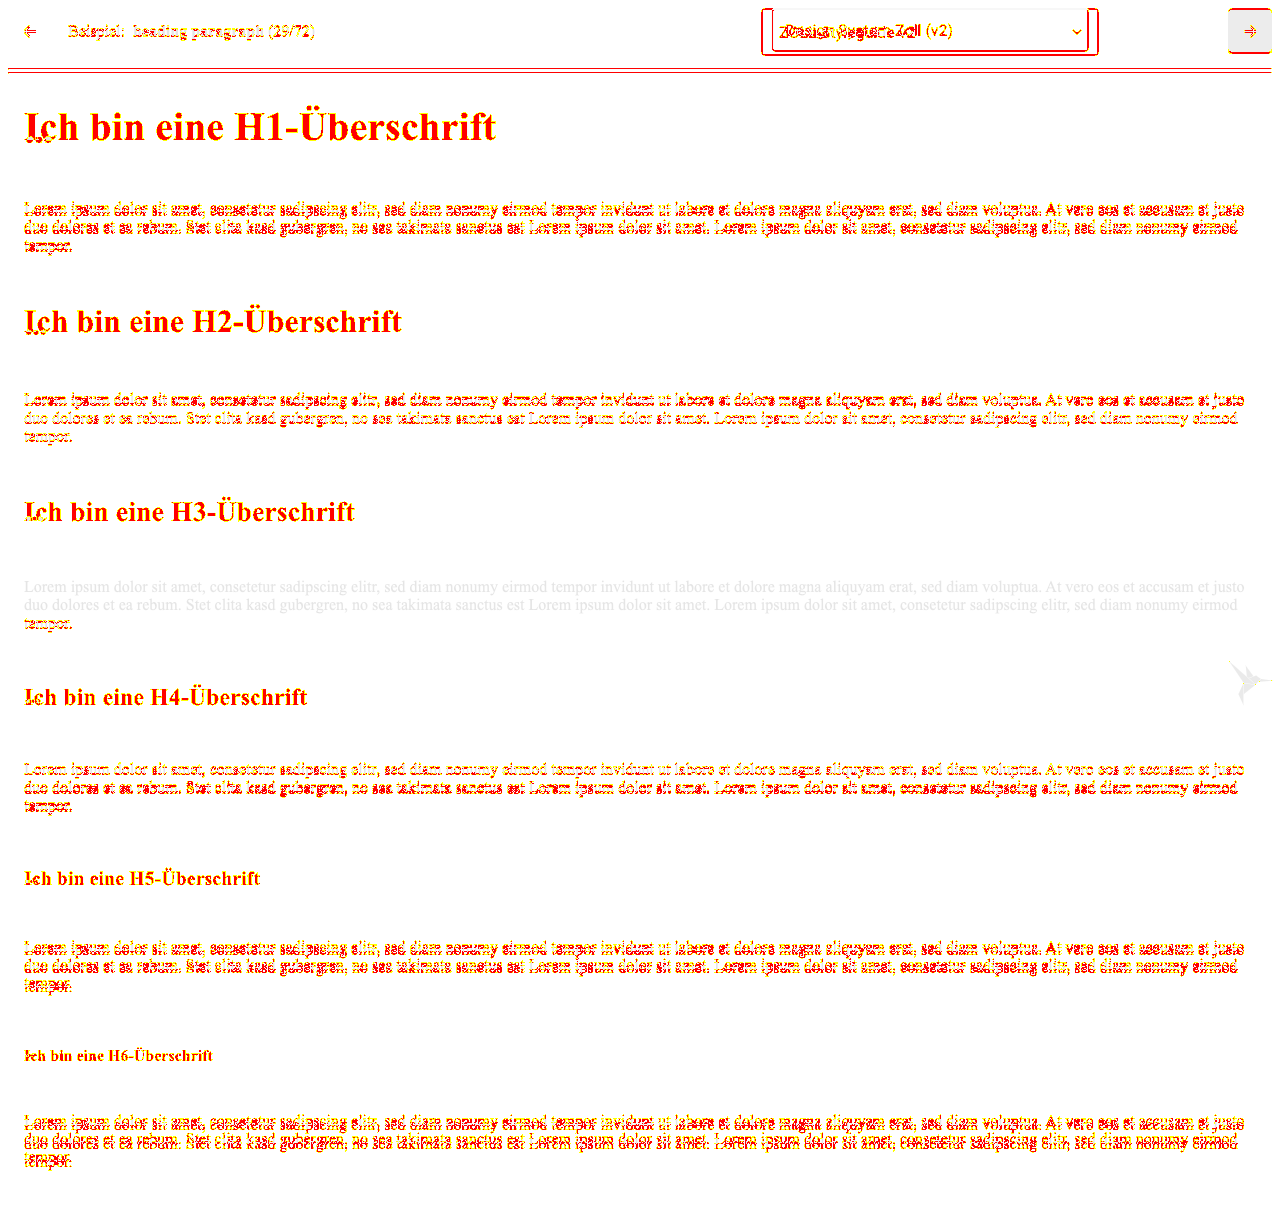 ⇐ Beispiel: heading paragraph (29/72) Design System Zoll (v2) ⇒
Ich bin eine H1-Überschrift
Lorem ipsum dolor sit amet, consetetur sadipscing elitr, sed diam nonumy eirmod tempor invidunt ut labore et dolore magna aliquyam erat, sed diam voluptua. At vero eos et accusam et justo
duo dolores et ea rebum. Stet clita kasd gubergren, no sea takimata sanctus est Lorem ipsum dolor sit amet. Lorem ipsum dolor sit amet, consetetur sadipscing elitr, sed diam nonumy eirmod
tempor.
Ich bin eine H2-Überschrift
Lorem ipsum dolor sit amet, consetetur sadipscing elitr, sed diam nonumy eirmod tempor invidunt ut labore et dolore magna aliquyam erat, sed diam voluptua. At vero eos et accusam et justo
duo dolores et ea rebum. Stet clita kasd gubergren, no sea takimata sanctus est Lorem ipsum dolor sit amet. Lorem ipsum dolor sit amet, consetetur sadipscing elitr, sed diam nonumy eirmod
tempor.
Ich bin eine H3-Überschrift
Lorem ipsum dolor sit amet, consetetur sadipscing elitr, sed diam nonumy eirmod tempor invidunt ut labore et dolore magna aliquyam erat, sed diam voluptua. At vero eos et accusam et justo
duo dolores et ea rebum. Stet clita kasd gubergren, no sea takimata sanctus est Lorem ipsum dolor sit amet. Lorem ipsum dolor sit amet, consetetur sadipscing elitr, sed diam nonumy eirmod
tempor.
Ich bin eine H4-Überschrift
Lorem ipsum dolor sit amet, consetetur sadipscing elitr, sed diam nonumy eirmod tempor invidunt ut labore et dolore magna aliquyam erat, sed diam voluptua. At vero eos et accusam et justo
duo dolores et ea rebum. Stet clita kasd gubergren, no sea takimata sanctus est Lorem ipsum dolor sit amet. Lorem ipsum dolor sit amet, consetetur sadipscing elitr, sed diam nonumy eirmod
tempor.
Ich bin eine H5-Überschrift
Lorem ipsum dolor sit amet, consetetur sadipscing elitr, sed diam nonumy eirmod tempor invidunt ut labore et dolore magna aliquyam erat, sed diam voluptua. At vero eos et accusam et justo
duo dolores et ea rebum. Stet clita kasd gubergren, no sea takimata sanctus est Lorem ipsum dolor sit amet. Lorem ipsum dolor sit amet, consetetur sadipscing elitr, sed diam nonumy eirmod
tempor.
Ich bin eine H6-Überschrift
Lorem ipsum dolor sit amet, consetetur sadipscing elitr, sed diam nonumy eirmod tempor invidunt ut labore et dolore magna aliquyam erat, sed diam voluptua. At vero eos et accusam et justo
duo dolores et ea rebum. Stet clita kasd gubergren, no sea takimata sanctus est Lorem ipsum dolor sit amet. Lorem ipsum dolor sit amet, consetetur sadipscing elitr, sed diam nonumy eirmod
tempor.